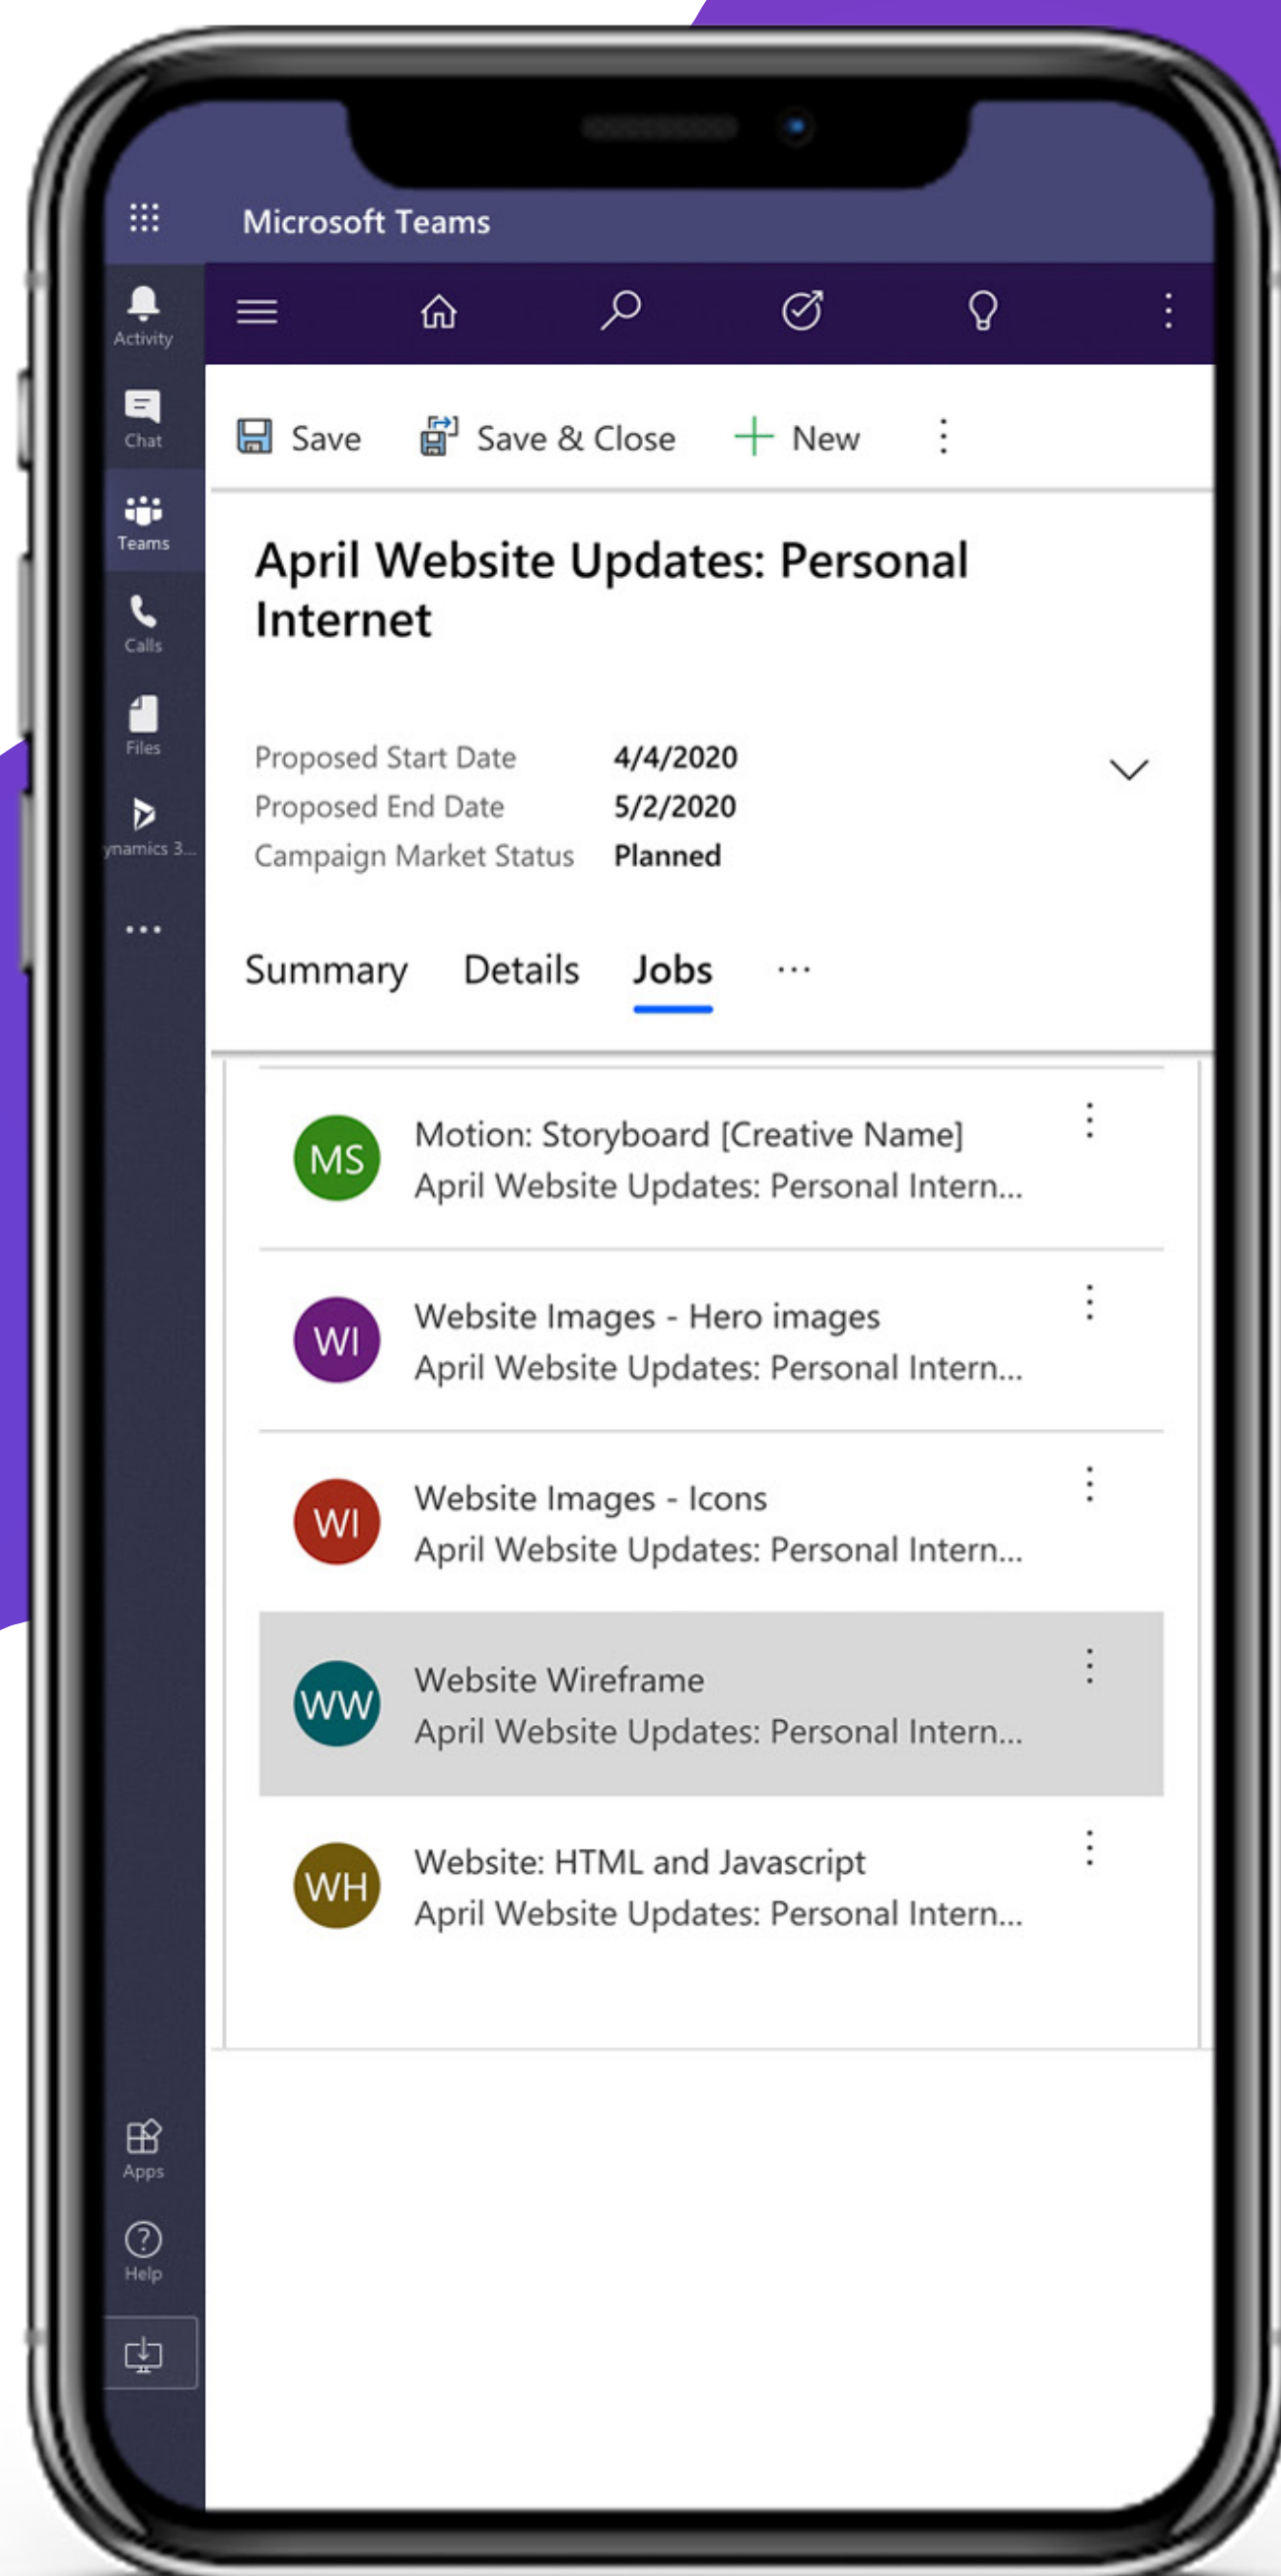 Microsoft Teams
Activity
Chat
Teams
Calls
Files
ynamics 3...
Apps
Help
Save
Save & Close
New
April Website Updates: Personal
Internet
Proposed Start Date 4/4/2020
Proposed End Date 5/2/2020
Campaign Market Status Planned
Summary Details Jobs ...
MS
Motion: Storyboard [Creative Name]
April Website Updates: Personal Intern...
WI
Website Images - Hero images
April Website Updates: Personal Intern...
WI
Website Images - Icons
April Website Updates: Personal Intern...
WW
Website Wireframe
April Website Updates: Personal Intern...
WH
Website: HTML and Javascript
April Website Updates: Personal Intern...